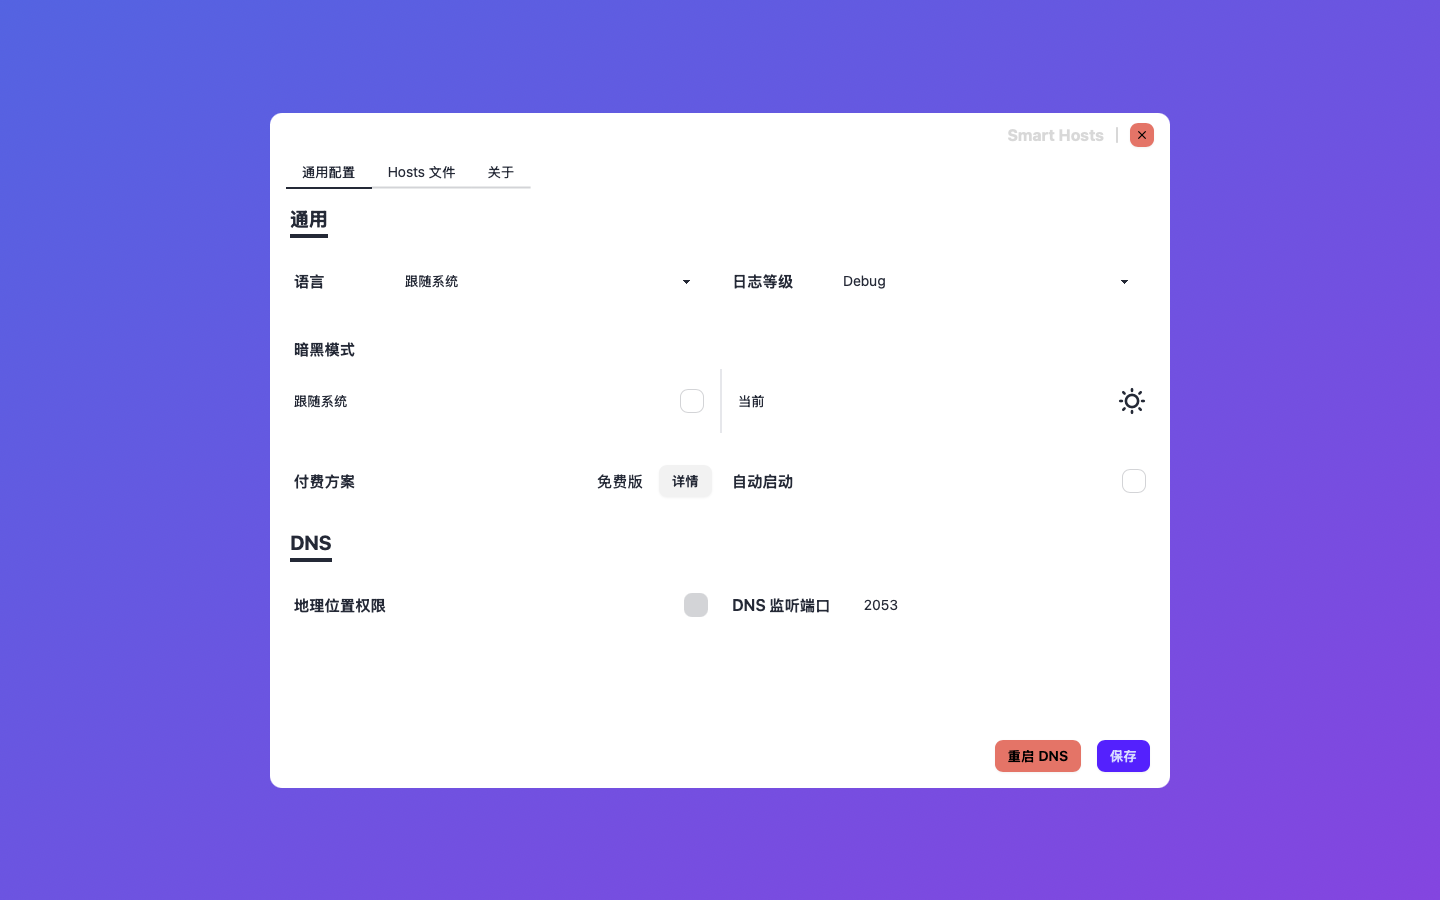 Smart Hosts
通用配置 Hosts 文件 关于
通用
语言 跟随系统 日志等级 Debug
暗黑模式
跟随系统 当前
付费方案 免费版 详情 自动启动
DNS
地理位置权限 DNS 监听端口 2053
重启 DNS 保存